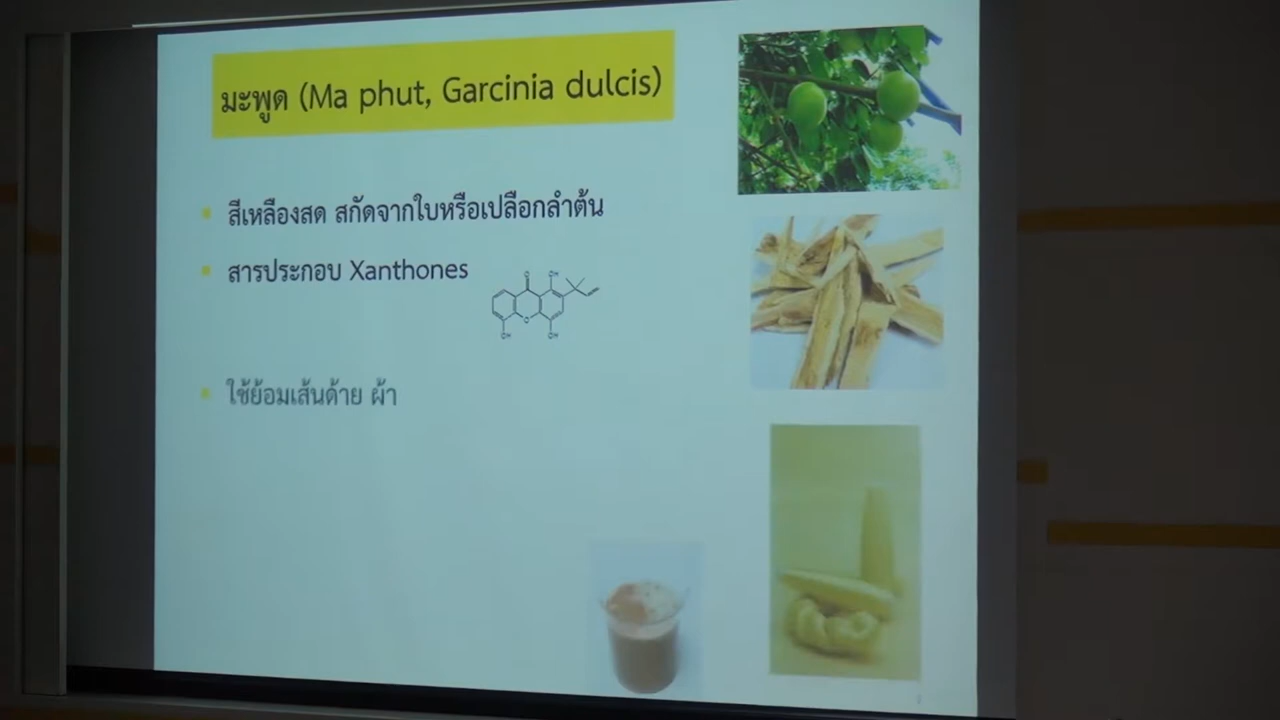 มะพูด (Ma phut, Garcinia dulcis)
สีเหลืองสด สกัดจากใบหรือเปลือกลำต้น
สารประกอบ Xanthones
O
OH
O
OH
OH
ใช้ย้อมเส้นด้าย ผ้า